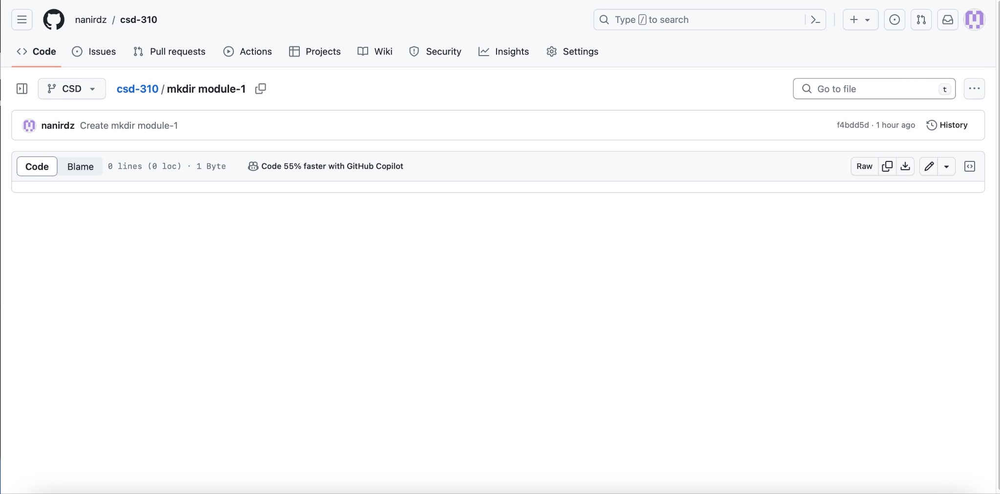 nanirdz / csd-310
Type / to search
Code Issues Pull requests Actions Projects Wiki Security Insights Settings
CSD csd-310 / mkdir module-1 Go to file t
nanirdz Create mkdir module-1 f4bdd5d · 1 hour ago History
Code Blame 0 lines (0 loc) · 1 Byte Code 55% faster with GitHub Copilot Raw